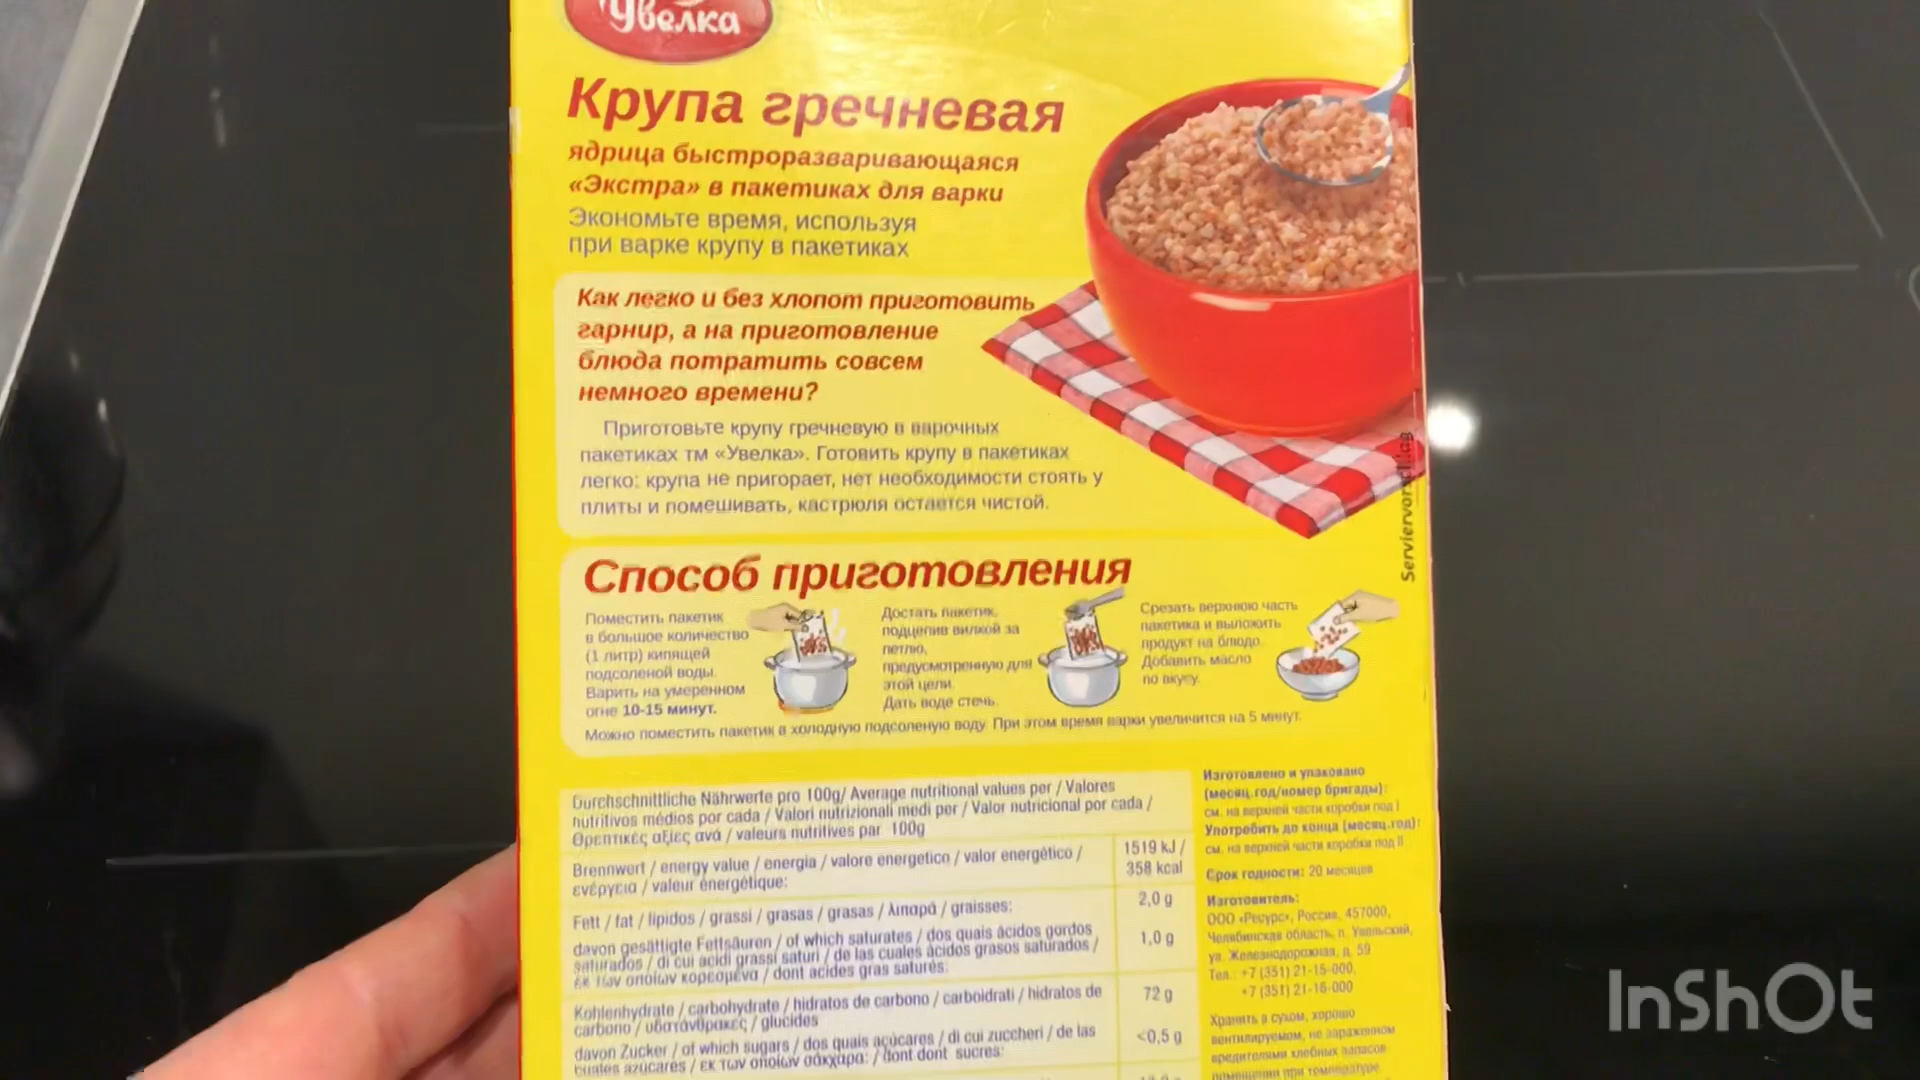 Увелка
Крупа гречневая
ядрица быстроразваривающаяся
«Экстра» в пакетиках для варки
Экономьте время, используя
при варке крупу в пакетиках
Как легко и без хлопот приготовить
гарнир, а на приготовление
блюда потратить совсем
немного времени?
Приготовьте крупу гречневую в варочных
пакетиках тм «Увелка». Готовить крупу в пакетиках
легко: крупа не пригорает, нет необходимости стоять у
плиты и помешивать, кастрюля остается чистой.
Serviervorschlag
Способ приготовления
Поместить пакетик
в большое количество
(1 литр) кипящей
подсоленой воды.
Варить на умеренном
огне 10-15 минут.
Достать пакетик,
подцепив вилкой за
петлю,
предусмотренную для
этой цели.
Дать воде стечь.
Срезать верхнюю часть
пакетика и выложить
продукт на блюдо.
Добавить масло
по вкусу.
Можно поместить пакетик в холодную подсоленую воду. При этом время варки увеличится на 5 минут.
Durchschnittliche Nährwerte pro 100g/ Average nutritional values per / Valores
nutritivos médios por cada / Valori nutrizionali medi per / Valor nutricional por cada /
Θρεπτικές αξίες ανά / valeurs nutritives par 100g
Brennwert / energy value / energia / valore energetico / valor energético /
ενέργεια / valeur énergétique:
1519 kJ /
358 kcal
Fett / fat / lipidos / grassi / grasas / grasas / λιπαρά / graisses:
2,0 g
davon gesättigte Fettsäuren / of which saturates / dos quais ácidos gordos
saturados / di cui acidi grassi saturi / de las cuales ácidos grasos saturados /
εκ των οποίων κορεσμένα / dont acides gras saturés:
1,0 g
Kohlenhydrate / carbohydrate / hidratos de carbono / carboidrati / hidratos de
carbono / υδατάνθρακες / glucides
72 g
davon Zucker / of which sugars / dos quais açúcares / di cui zuccheri / de las
cuales azúcares / εκ των οποίων σάκχαρα: / dont dont sucres:
<0,5 g
Изготовлено и упаковано
(месяц.год/номер бригады):
см. на верхней части коробки под I
Употребить до конца (месяц.год):
см. на верхней части коробки под II
Срок годности: 20 месяцев
Изготовитель:
ООО «Ресурс», Россия, 457000,
Челябинская область, п. Увельский,
ул. Железнодорожная, д. 59
Тел.: +7 (351) 21-15-000,
+7 (351) 21-16-000
Хранить в сухом, хорошо
вентилируемом, не зараженном
вредителями хлебных запасов
помещении при температуре
InShOt